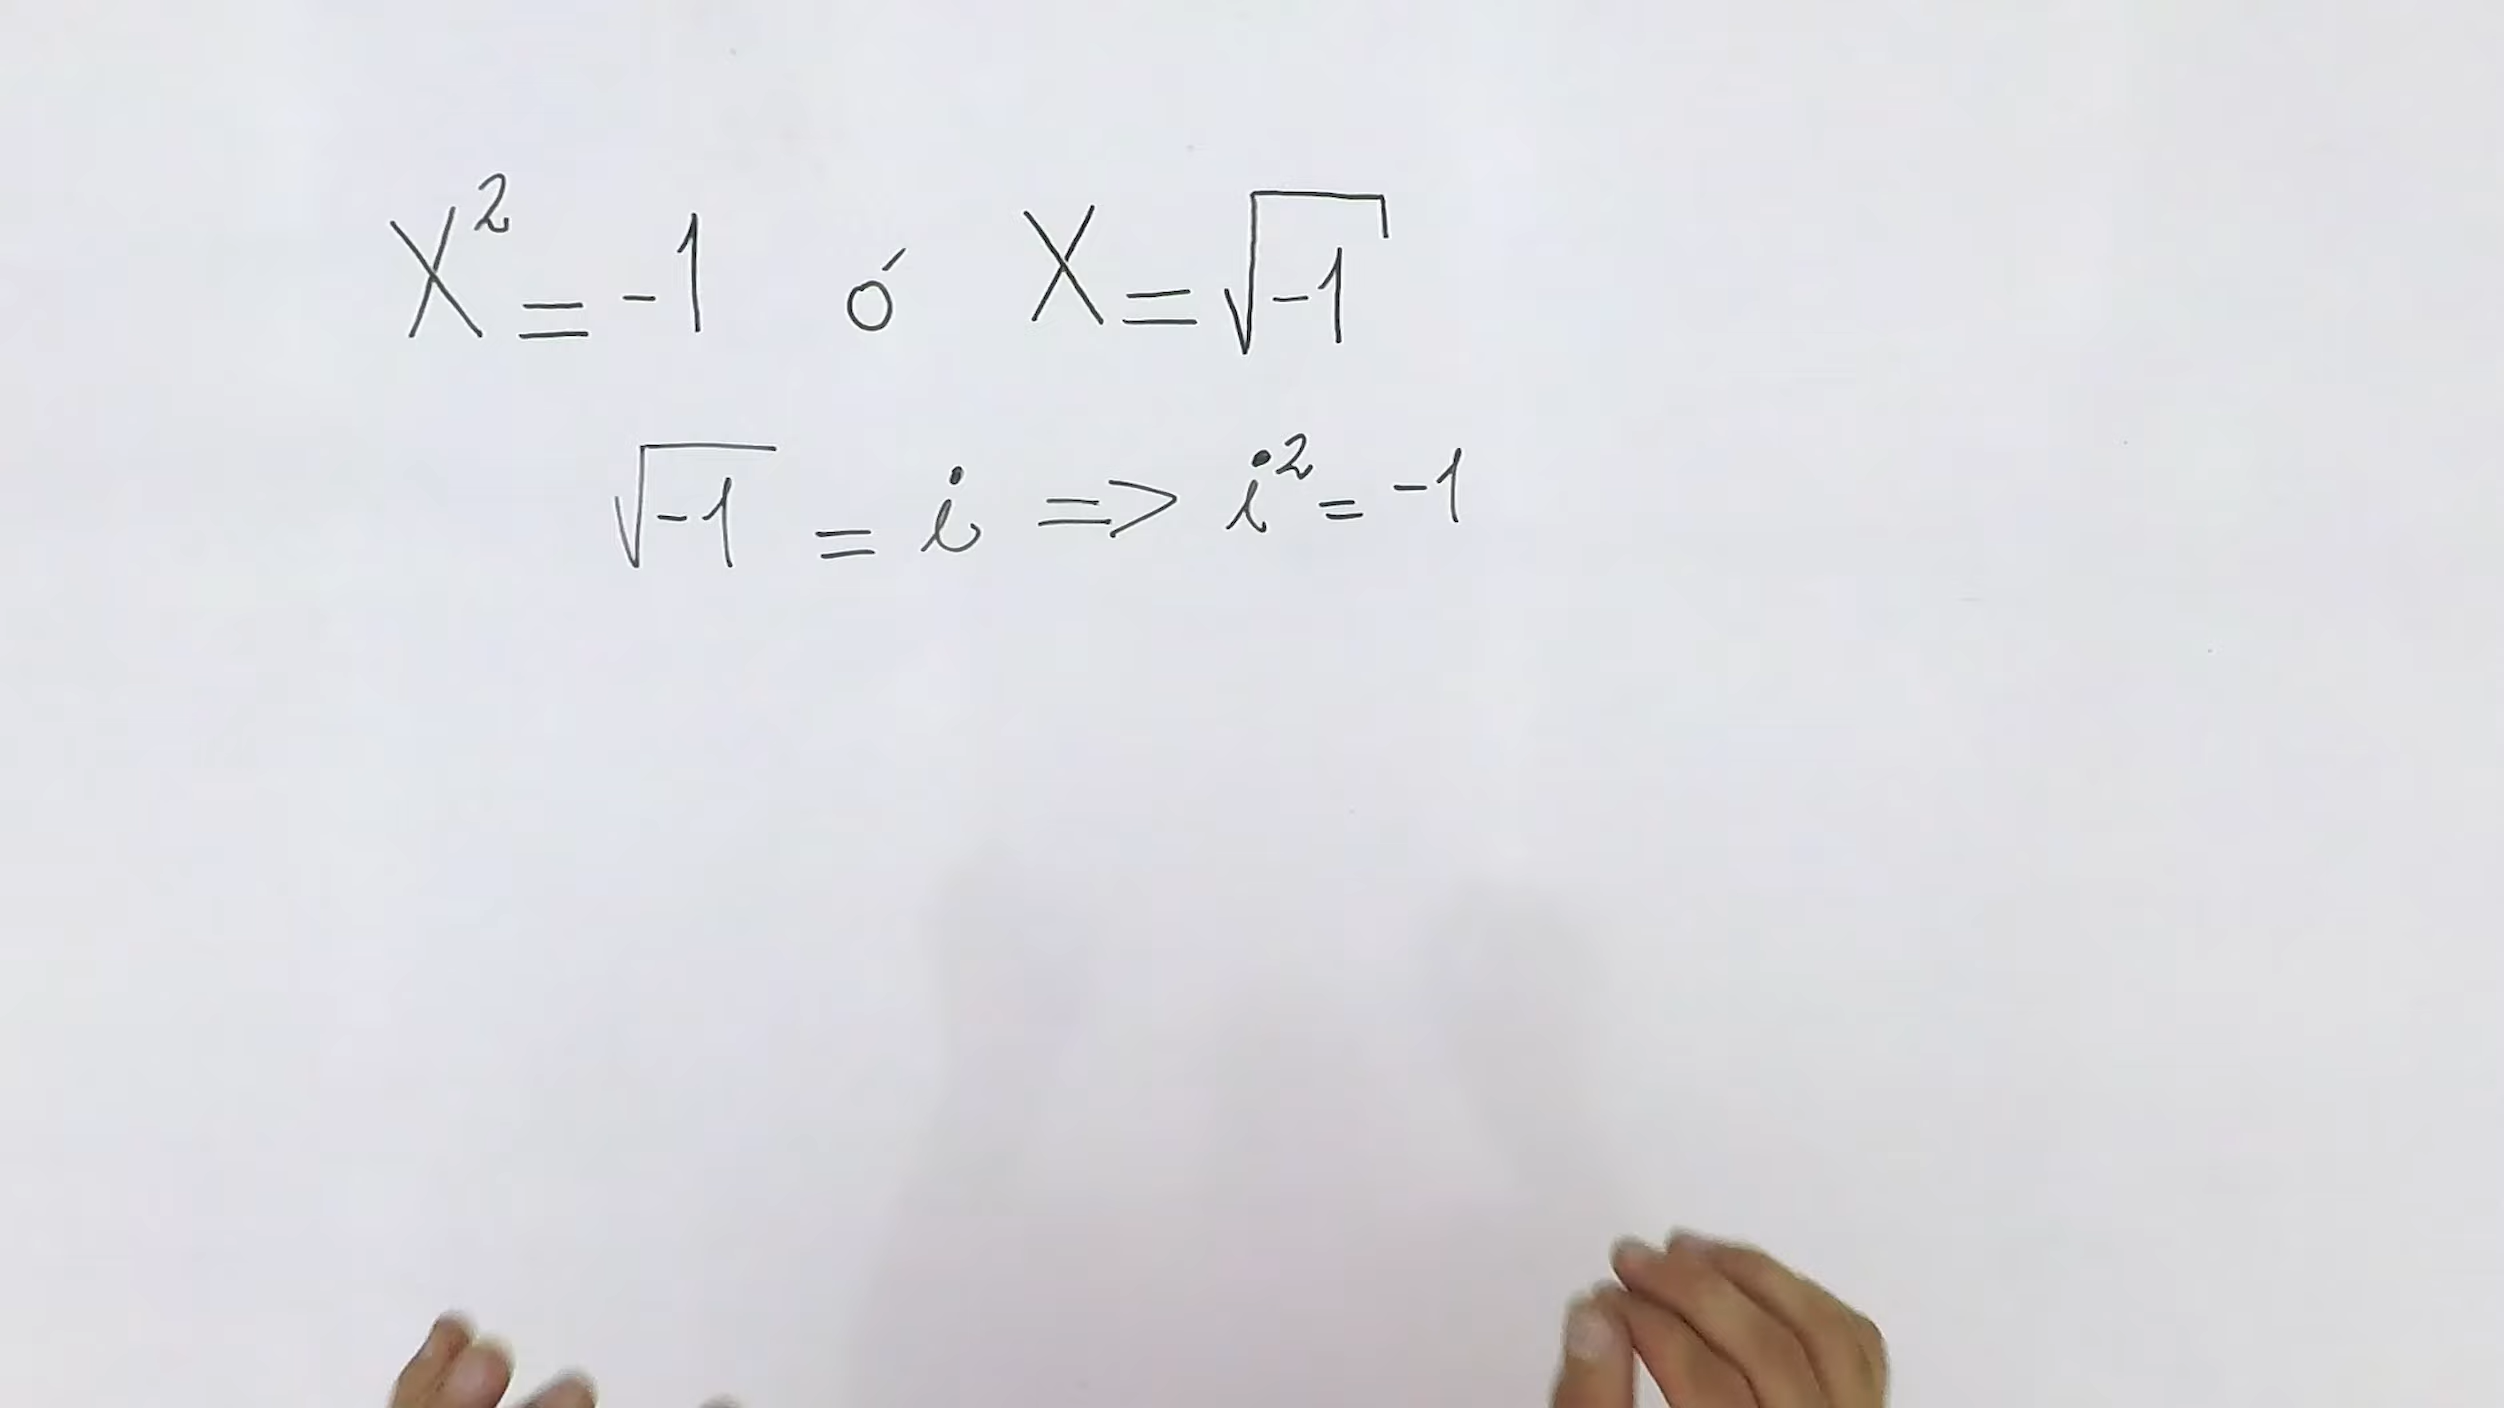 X² = -1 ó X = √-1
√-1 = i => i² = -1